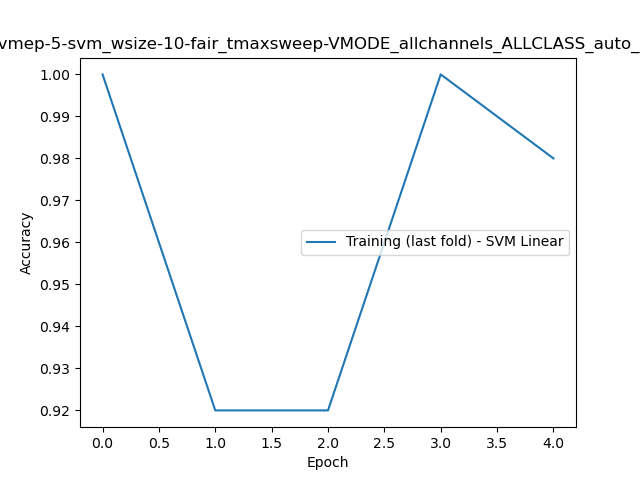 vmep-5-svm_wsize-10-fair_tmaxsweep-VMODE_allchannels_ALLCLASS_auto_
1.00
0.99
0.98
0.97
0.96
0.95
0.94
0.93
0.92
Accuracy
Training (last fold) - SVM Linear
0.0 0.5 1.0 1.5 2.0 2.5 3.0 3.5 4.0
Epoch